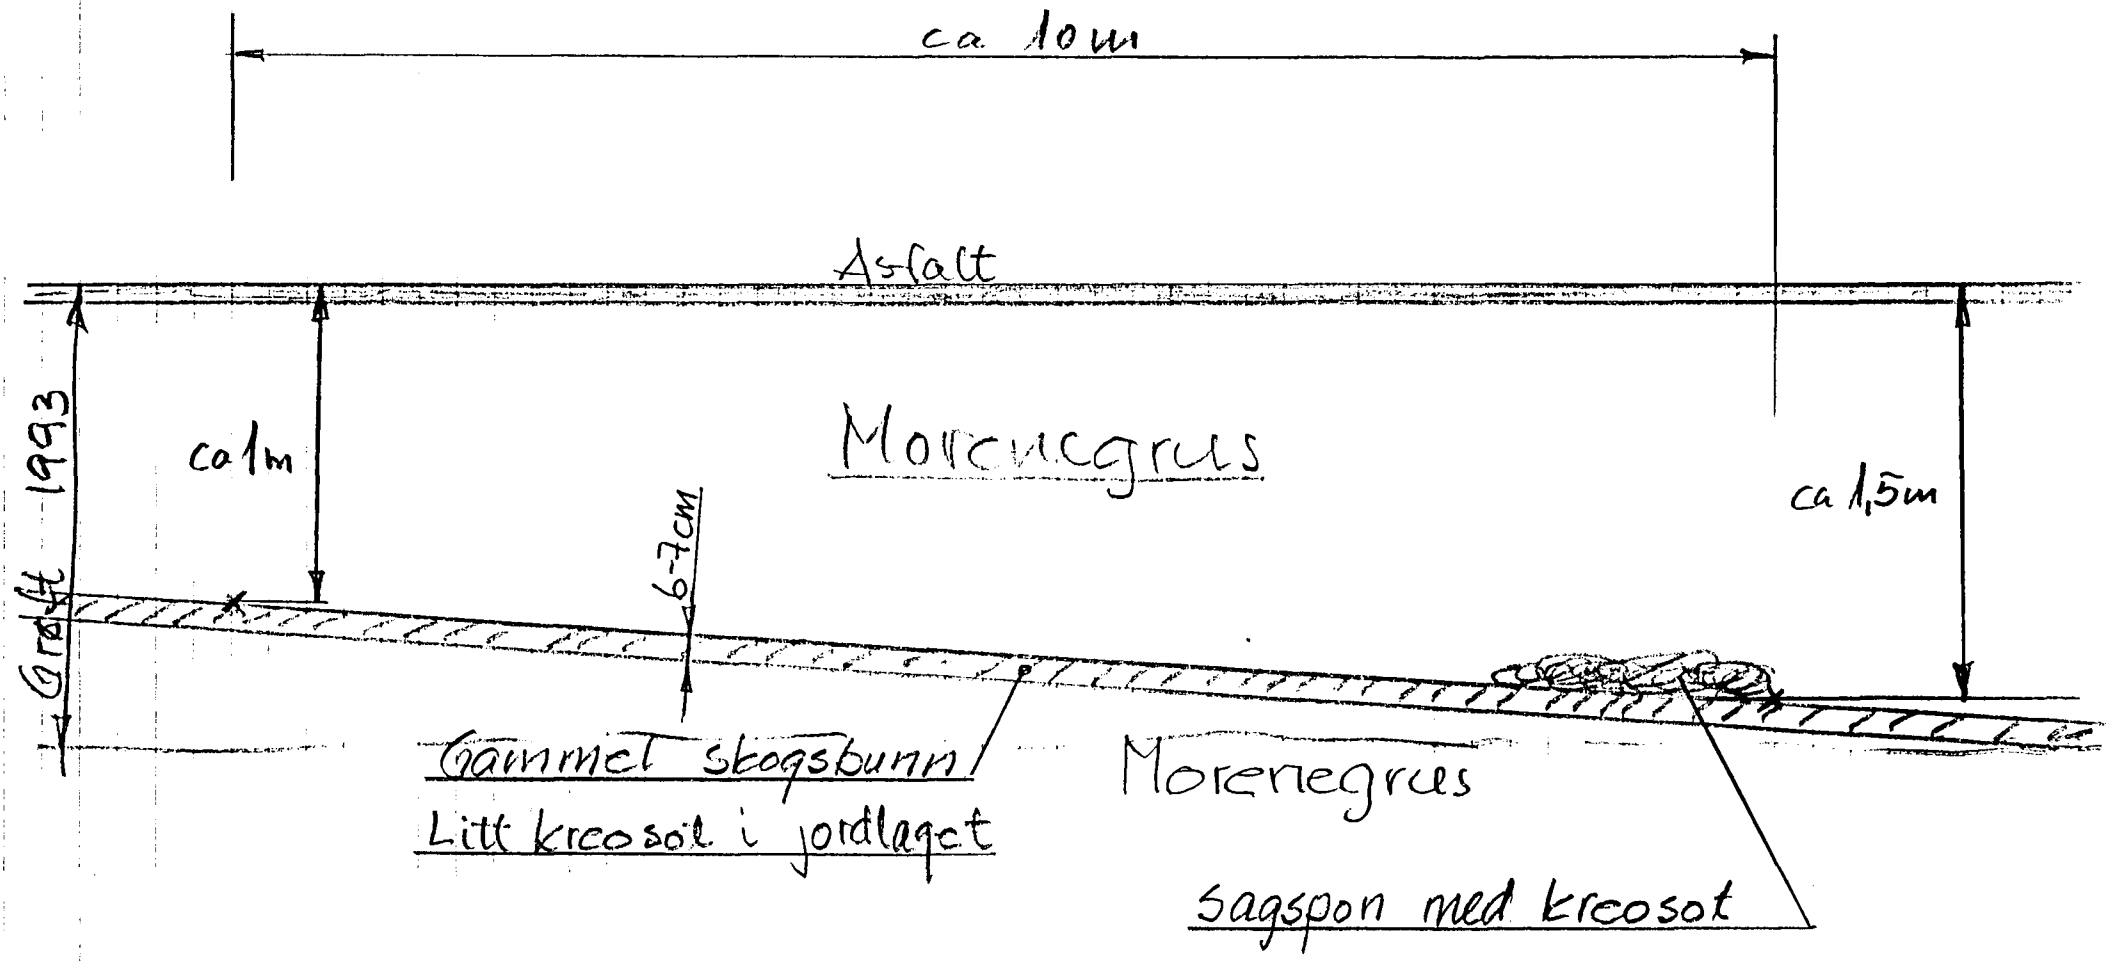 ca 10m
Asfalt
Grøft 1993
ca 1m
Morenegrus
ca 1,5m
6-7cm
Gammel skogsbunn
Litt kreosot i jordlaget
Morenegrus
Sagspon med kreosot